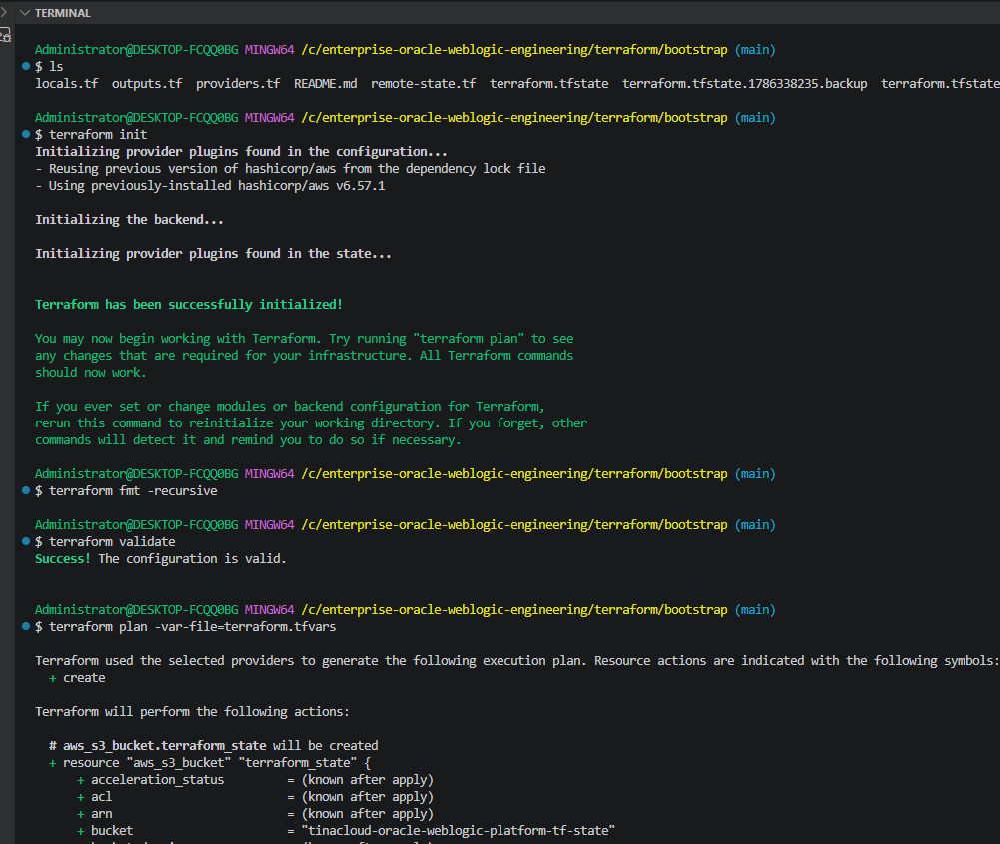 TERMINAL
Administrator@DESKTOP-FCQQ0BG MINGW64 /c/enterprise-oracle-weblogic-engineering/terraform/bootstrap (main)
$ ls
locals.tf  outputs.tf  providers.tf  README.md  remote-state.tf  terraform.tfstate  terraform.tfstate.1786338235.backup  terraform.tfstate
Administrator@DESKTOP-FCQQ0BG MINGW64 /c/enterprise-oracle-weblogic-engineering/terraform/bootstrap (main)
$ terraform init
Initializing provider plugins found in the configuration...
- Reusing previous version of hashicorp/aws from the dependency lock file
- Using previously-installed hashicorp/aws v6.57.1
Initializing the backend...
Initializing provider plugins found in the state...
Terraform has been successfully initialized!
You may now begin working with Terraform. Try running "terraform plan" to see
any changes that are required for your infrastructure. All Terraform commands
should now work.
If you ever set or change modules or backend configuration for Terraform,
rerun this command to reinitialize your working directory. If you forget, other
commands will detect it and remind you to do so if necessary.
Administrator@DESKTOP-FCQQ0BG MINGW64 /c/enterprise-oracle-weblogic-engineering/terraform/bootstrap (main)
$ terraform fmt -recursive
Administrator@DESKTOP-FCQQ0BG MINGW64 /c/enterprise-oracle-weblogic-engineering/terraform/bootstrap (main)
$ terraform validate
Success! The configuration is valid.
Administrator@DESKTOP-FCQQ0BG MINGW64 /c/enterprise-oracle-weblogic-engineering/terraform/bootstrap (main)
$ terraform plan -var-file=terraform.tfvars
Terraform used the selected providers to generate the following execution plan. Resource actions are indicated with the following symbols:
+ create
Terraform will perform the following actions:
# aws_s3_bucket.terraform_state will be created
+ resource "aws_s3_bucket" "terraform_state" {
+ acceleration_status = (known after apply)
+ acl = (known after apply)
+ arn = (known after apply)
+ bucket = "tinacloud-oracle-weblogic-platform-tf-state"